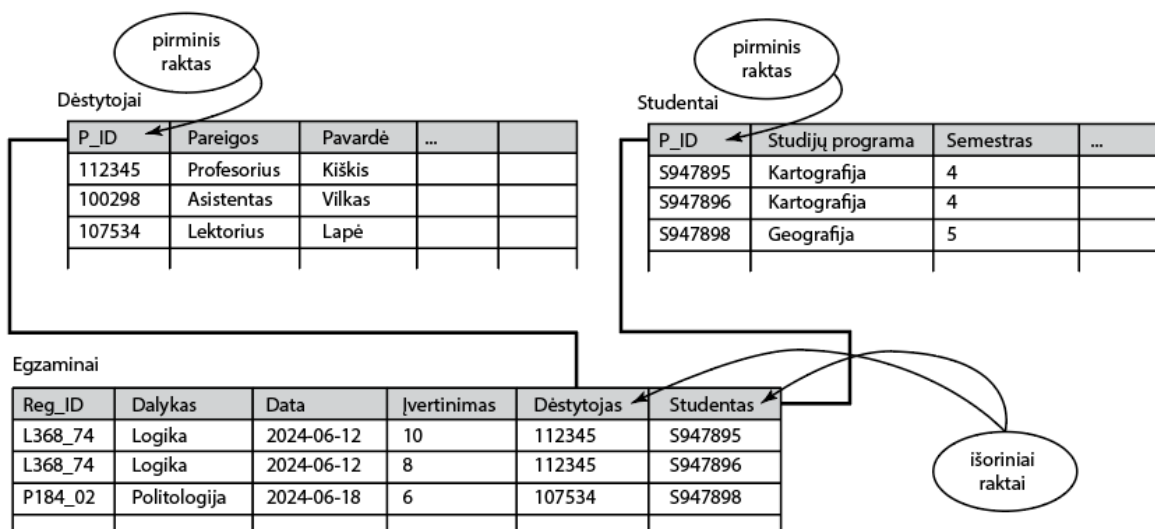 pirminis
raktas
Dėstytojai
P_ID Pareigos Pavardė ...
112345 Profesorius Kiškis
100298 Asistentas Vilkas
107534 Lektorius Lapė
pirminis
raktas
Studentai
P_ID Studijų programa Semestras ...
S947895 Kartografija 4
S947896 Kartografija 4
S947898 Geografija 5
Egzaminai
Reg_ID Dalykas Data Įvertinimas Dėstytojas Studentas
L368_74 Logika 2024-06-12 10 112345 S947895
L368_74 Logika 2024-06-12 8 112345 S947896
P184_02 Politologija 2024-06-18 6 107534 S947898
išoriniai
raktai